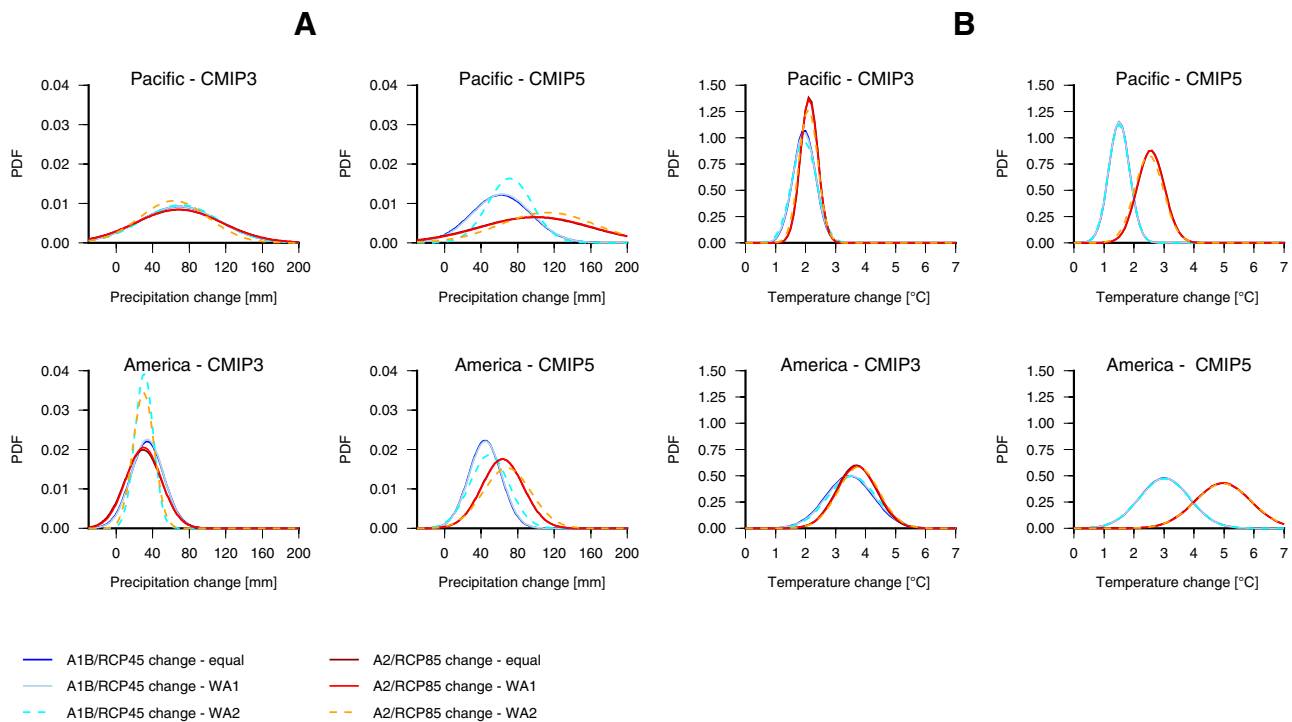 A
B
Pacific - CMIP3
Pacific - CMIP5
Pacific - CMIP3
Pacific - CMIP5
0.04
0.03
0.02
0.01
0.00
PDF
0 40 80 120 160 200
Precipitation change [mm]
0.04
0.03
0.02
0.01
0.00
PDF
0 40 80 120 160 200
Precipitation change [mm]
1.50
1.25
1.00
0.75
0.50
0.25
0.00
PDF
0 1 2 3 4 5 6 7
Temperature change [°C]
1.50
1.25
1.00
0.75
0.50
0.25
0.00
PDF
0 1 2 3 4 5 6 7
Temperature change [°C]
America - CMIP3
America - CMIP5
America - CMIP3
America - CMIP5
0.04
0.03
0.02
0.01
0.00
PDF
0 40 80 120 160 200
Precipitation change [mm]
0.04
0.03
0.02
0.01
0.00
PDF
0 40 80 120 160 200
Precipitation change [mm]
1.50
1.25
1.00
0.75
0.50
0.25
0.00
PDF
0 1 2 3 4 5 6 7
Temperature change [°C]
1.50
1.25
1.00
0.75
0.50
0.25
0.00
PDF
0 1 2 3 4 5 6 7
Temperature change [°C]
A1B/RCP45 change - equal
A1B/RCP45 change - WA1
A1B/RCP45 change - WA2
A2/RCP85 change - equal
A2/RCP85 change - WA1
A2/RCP85 change - WA2